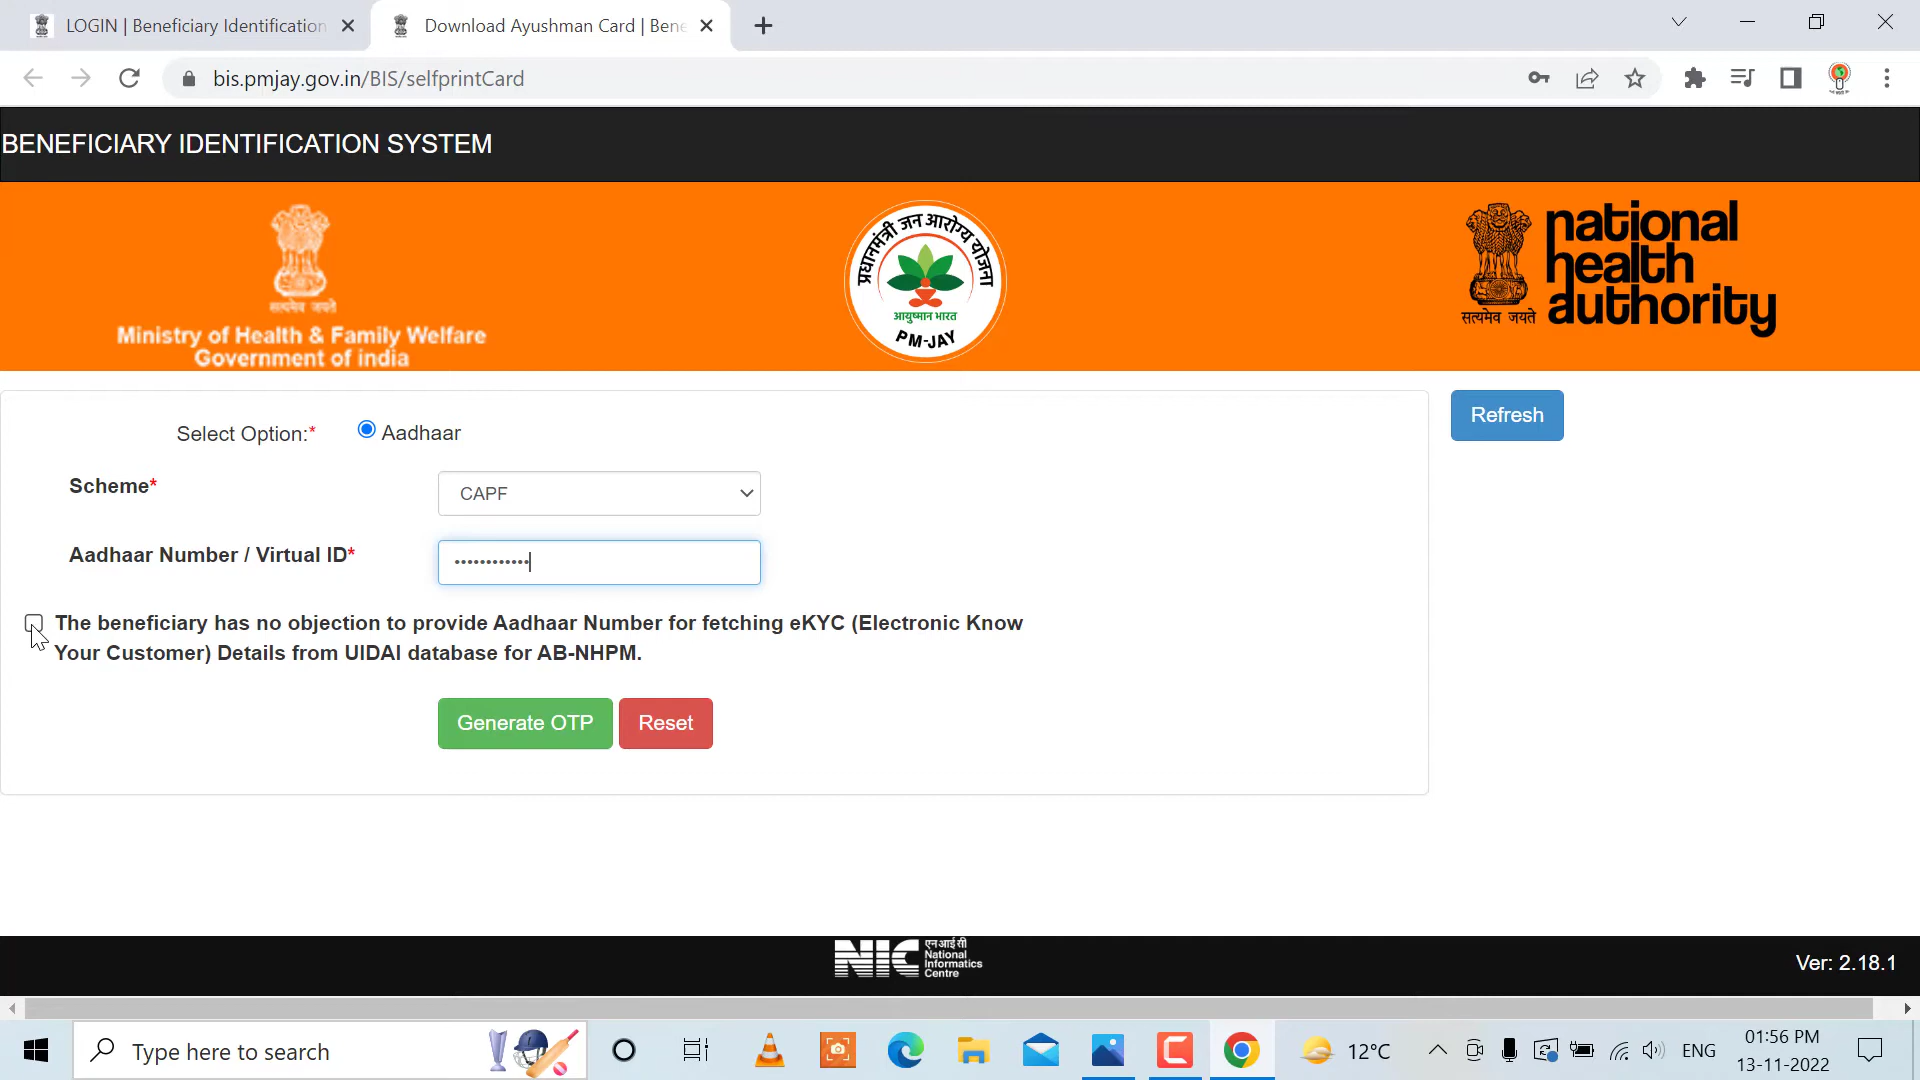 LOGIN | Beneficiary Identification
Download Ayushman Card | Bene
bis.pmjay.gov.in/BIS/selfprintCard
BENEFICIARY IDENTIFICATION SYSTEM
सत्यमेव जयते
Ministry of Health & Family Welfare
Government of india
प्रधानमंत्री जन आरोग्य योजना
आयुष्मान भारत
PM-JAY
सत्यमेव जयते
national
health
authority
Select Option:* Aadhaar
Refresh
Scheme* CAPF
Aadhaar Number / Virtual ID* ••••••••••••
The beneficiary has no objection to provide Aadhaar Number for fetching eKYC (Electronic Know
Your Customer) Details from UIDAI database for AB-NHPM.
Generate OTP Reset
NIC
एन आई सी
National
Informatics
Centre
Ver: 2.18.1
Type here to search
12°C
ENG
01:56 PM
13-11-2022